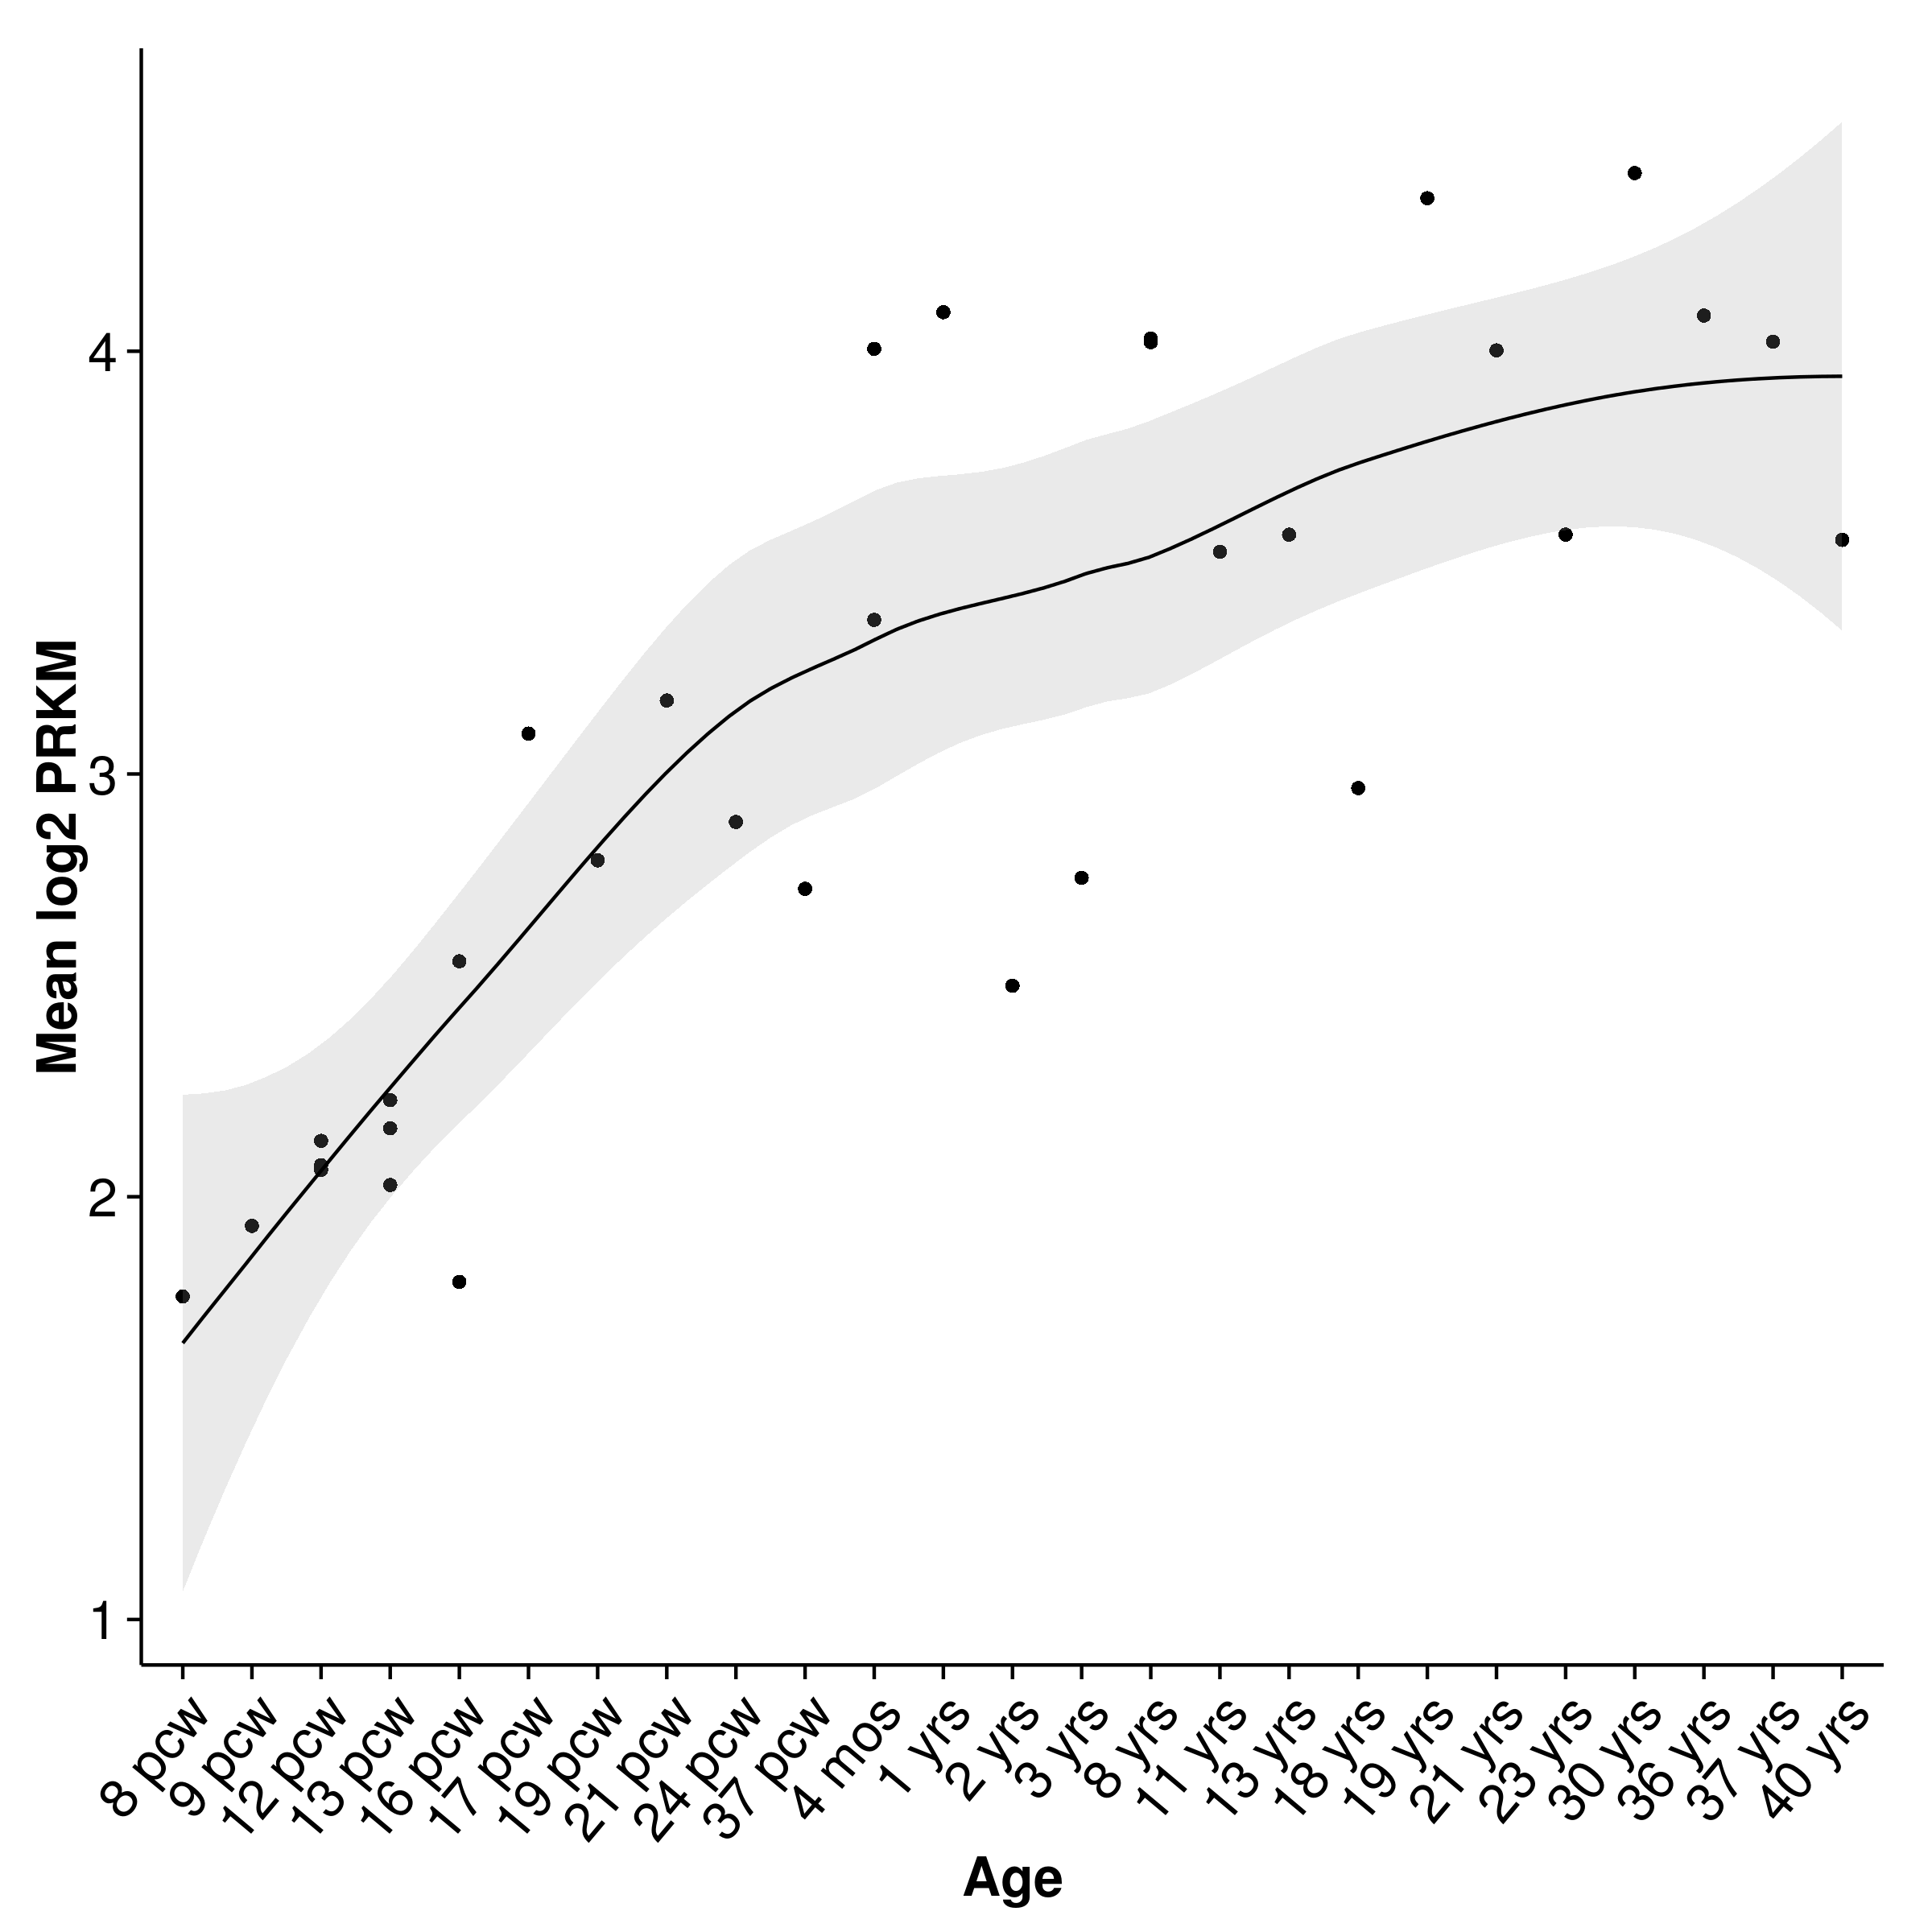 Mean log2 PRKM
4
3
2
1
8 pcw
9 pcw
12 pcw
13 pcw
16 pcw
17 pcw
19 pcw
21 pcw
24 pcw
37 pcw
4 mos
1 yrs
2 yrs
3 yrs
8 yrs
11 yrs
13 yrs
18 yrs
19 yrs
21 yrs
23 yrs
30 yrs
36 yrs
37 yrs
40 yrs
Age